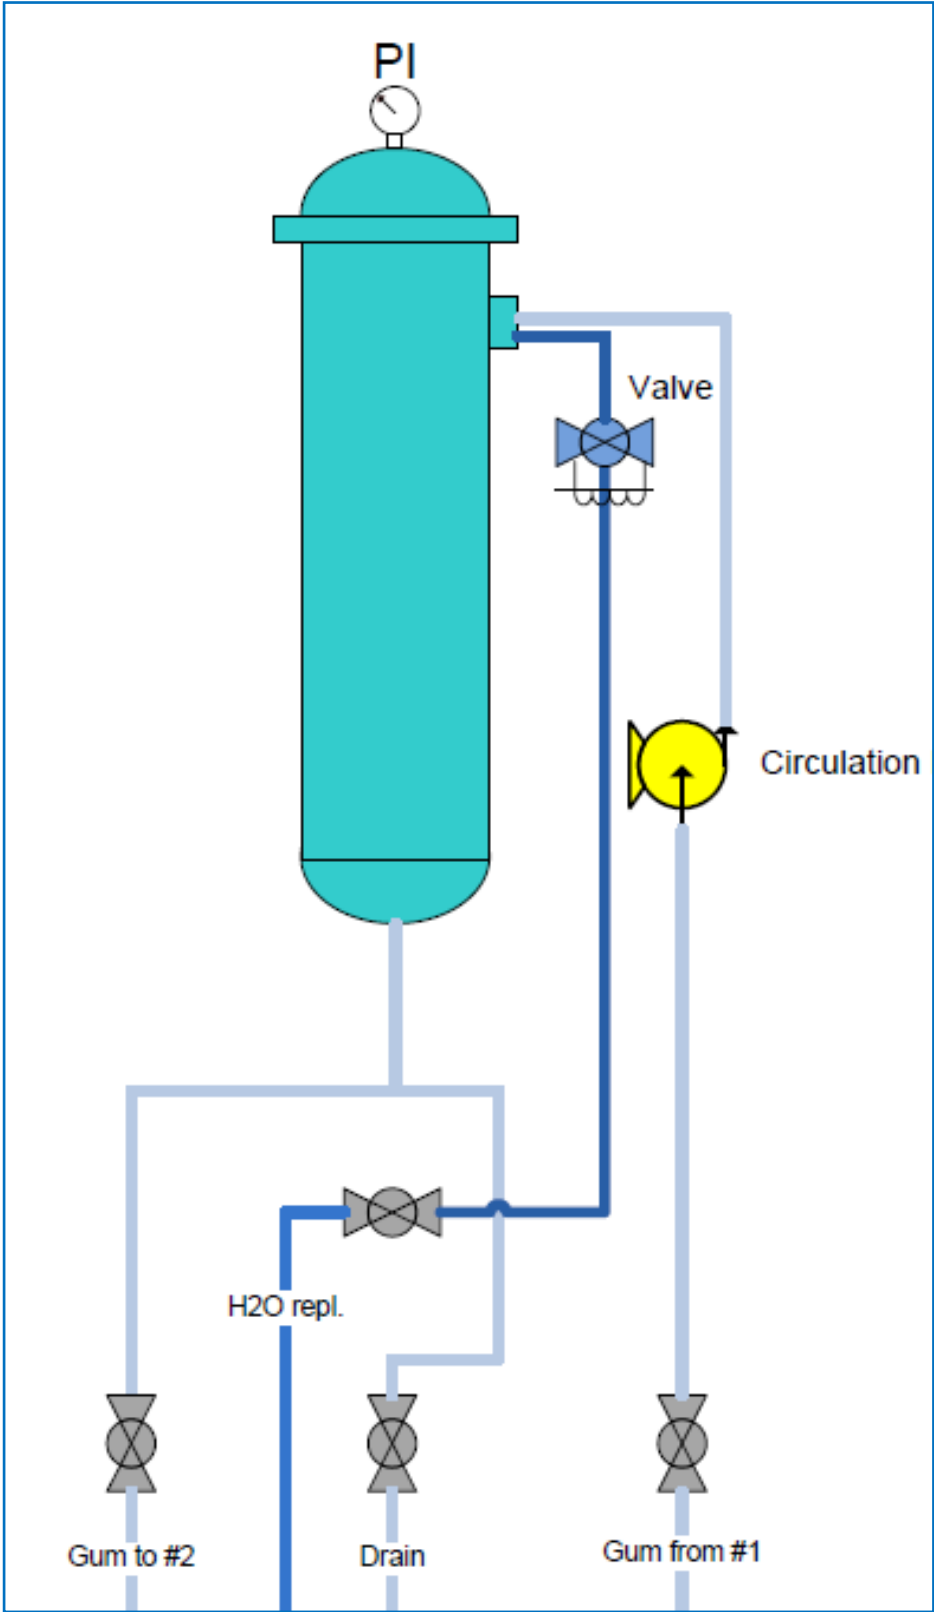 PI
Valve
Circulation
H2O repl.
Gum to #2
Drain
Gum from #1